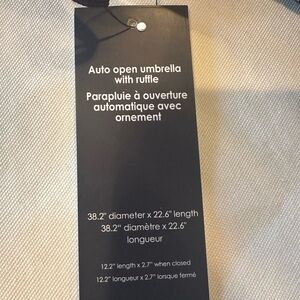 Auto open umbrella
with ruffle
Parapluie à ouverture
automatique avec
ornement
38.2" diameter x 22.6" length
38.2" diamètre x 22.6"
longueur
12.2" length x 2.7" when closed
12.2" longueur x 2.7" lorsque fermé